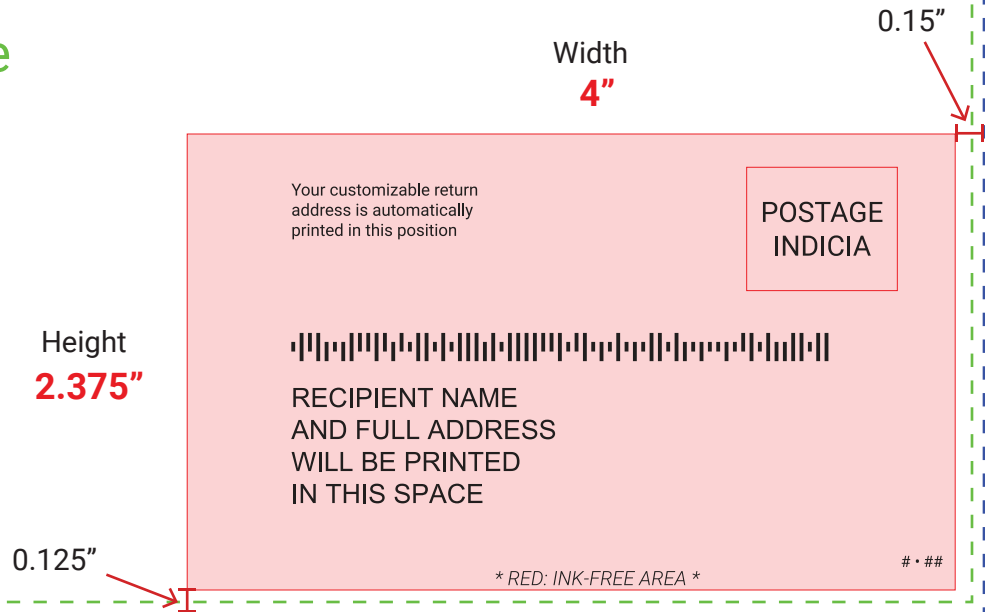 e
0.15”
Width
4”
Your customizable return
address is automatically
printed in this position
POSTAGE
INDICIA
Height
2.375”
RECIPIENT NAME
AND FULL ADDRESS
WILL BE PRINTED
IN THIS SPACE
0.125”
# • ##
* RED: INK-FREE AREA *